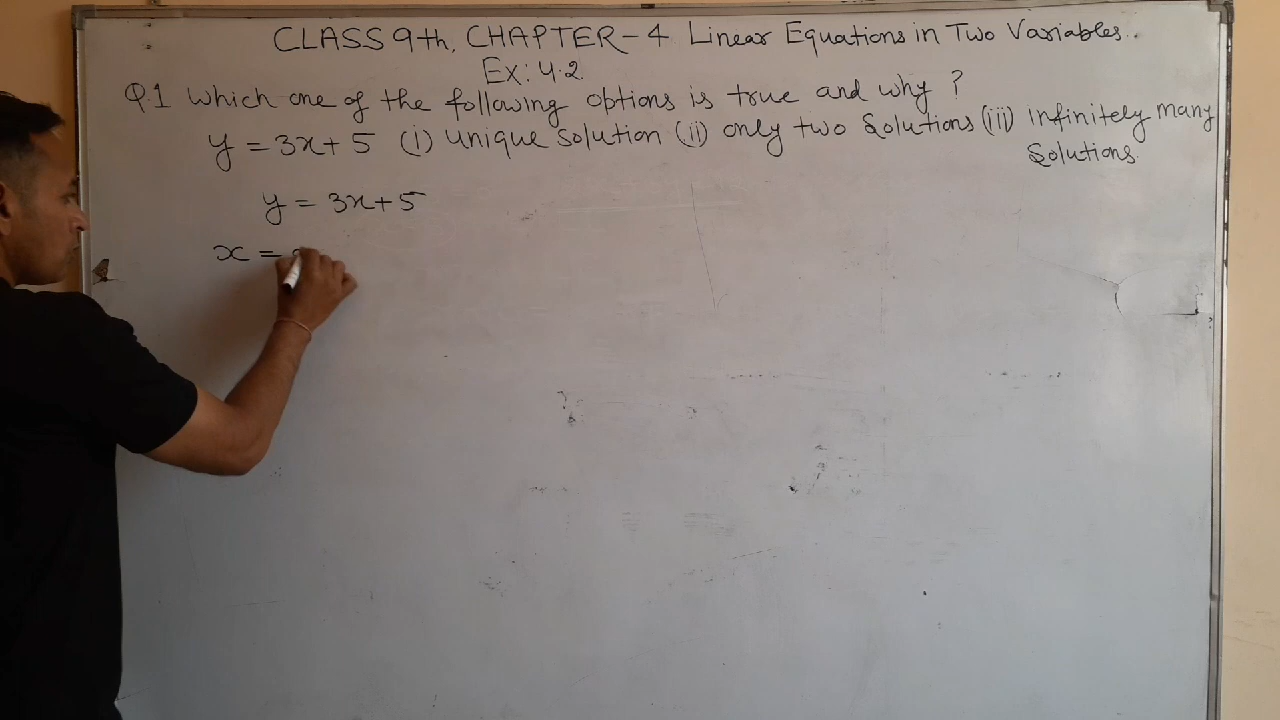 CLASS 9th, CHAPTER-4 Linear Equations in Two Variables.
Ex: 4.2
Q.1 Which one of the following options is true and why?
y = 3x+5 (i) unique solution (ii) only two solutions (iii) infinitely many
solutions.
y = 3x+5
x =